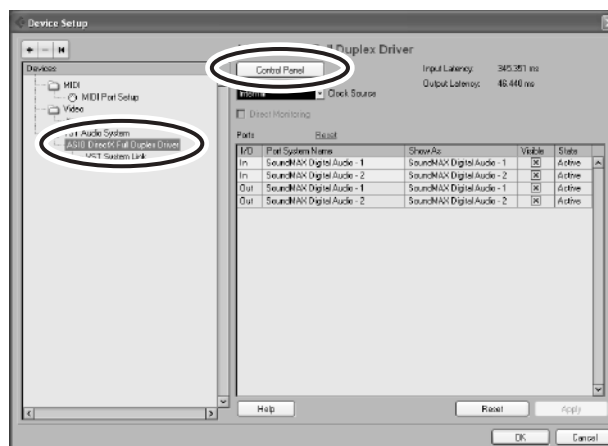 Device Setup
Duplex Driver
Devices
MIDI
MIDI Port Setup
Video
VST Audio System
ASIO DirectX Full Duplex Driver
VST System Link
Control Panel
Input Latency: 345.351 ms
Output Latency: 46.440 ms
Clock Source
Direct Monitoring
Ports Reset
I/O Port System Name Show As Visible State
In SoundMAX Digital Audio - 1 SoundMAX Digital Audio - 1 Active
In SoundMAX Digital Audio - 2 SoundMAX Digital Audio - 2 Active
Out SoundMAX Digital Audio - 1 SoundMAX Digital Audio - 1 Active
Out SoundMAX Digital Audio - 2 SoundMAX Digital Audio - 2 Active
Help Reset Apply
OK Cancel